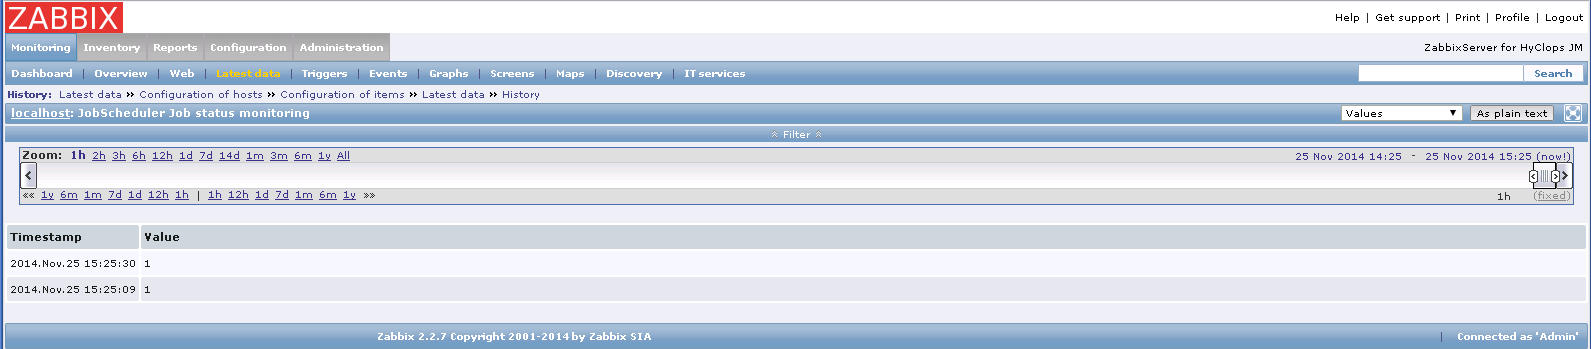 ZABBIX
Help | Get support | Print | Profile | Logout
Monitoring Inventory Reports Configuration Administration ZabbixServer for HyClops JM
Dashboard | Overview | Web | Latest data | Triggers | Events | Graphs | Screens | Maps | Discovery | IT services Search
History: Latest data »» Configuration of hosts »» Configuration of items »» Latest data »» History
localhost: JobScheduler Job status monitoring Values As plain text
Filter
Zoom: 1h 2h 3h 6h 12h 1d 7d 14d 1m 3m 6m 1y All 25 Nov 2014 14:25 - 25 Nov 2014 15:25 (now!)
«« 1y 6m 1m 7d 1d 12h 1h | 1h 12h 1d 7d 1m 6m 1y »» 1h (fixed)
Timestamp Value
2014.Nov.25 15:25:30 1
2014.Nov.25 15:25:09 1
Zabbix 2.2.7 Copyright 2001-2014 by Zabbix SIA | Connected as 'Admin'